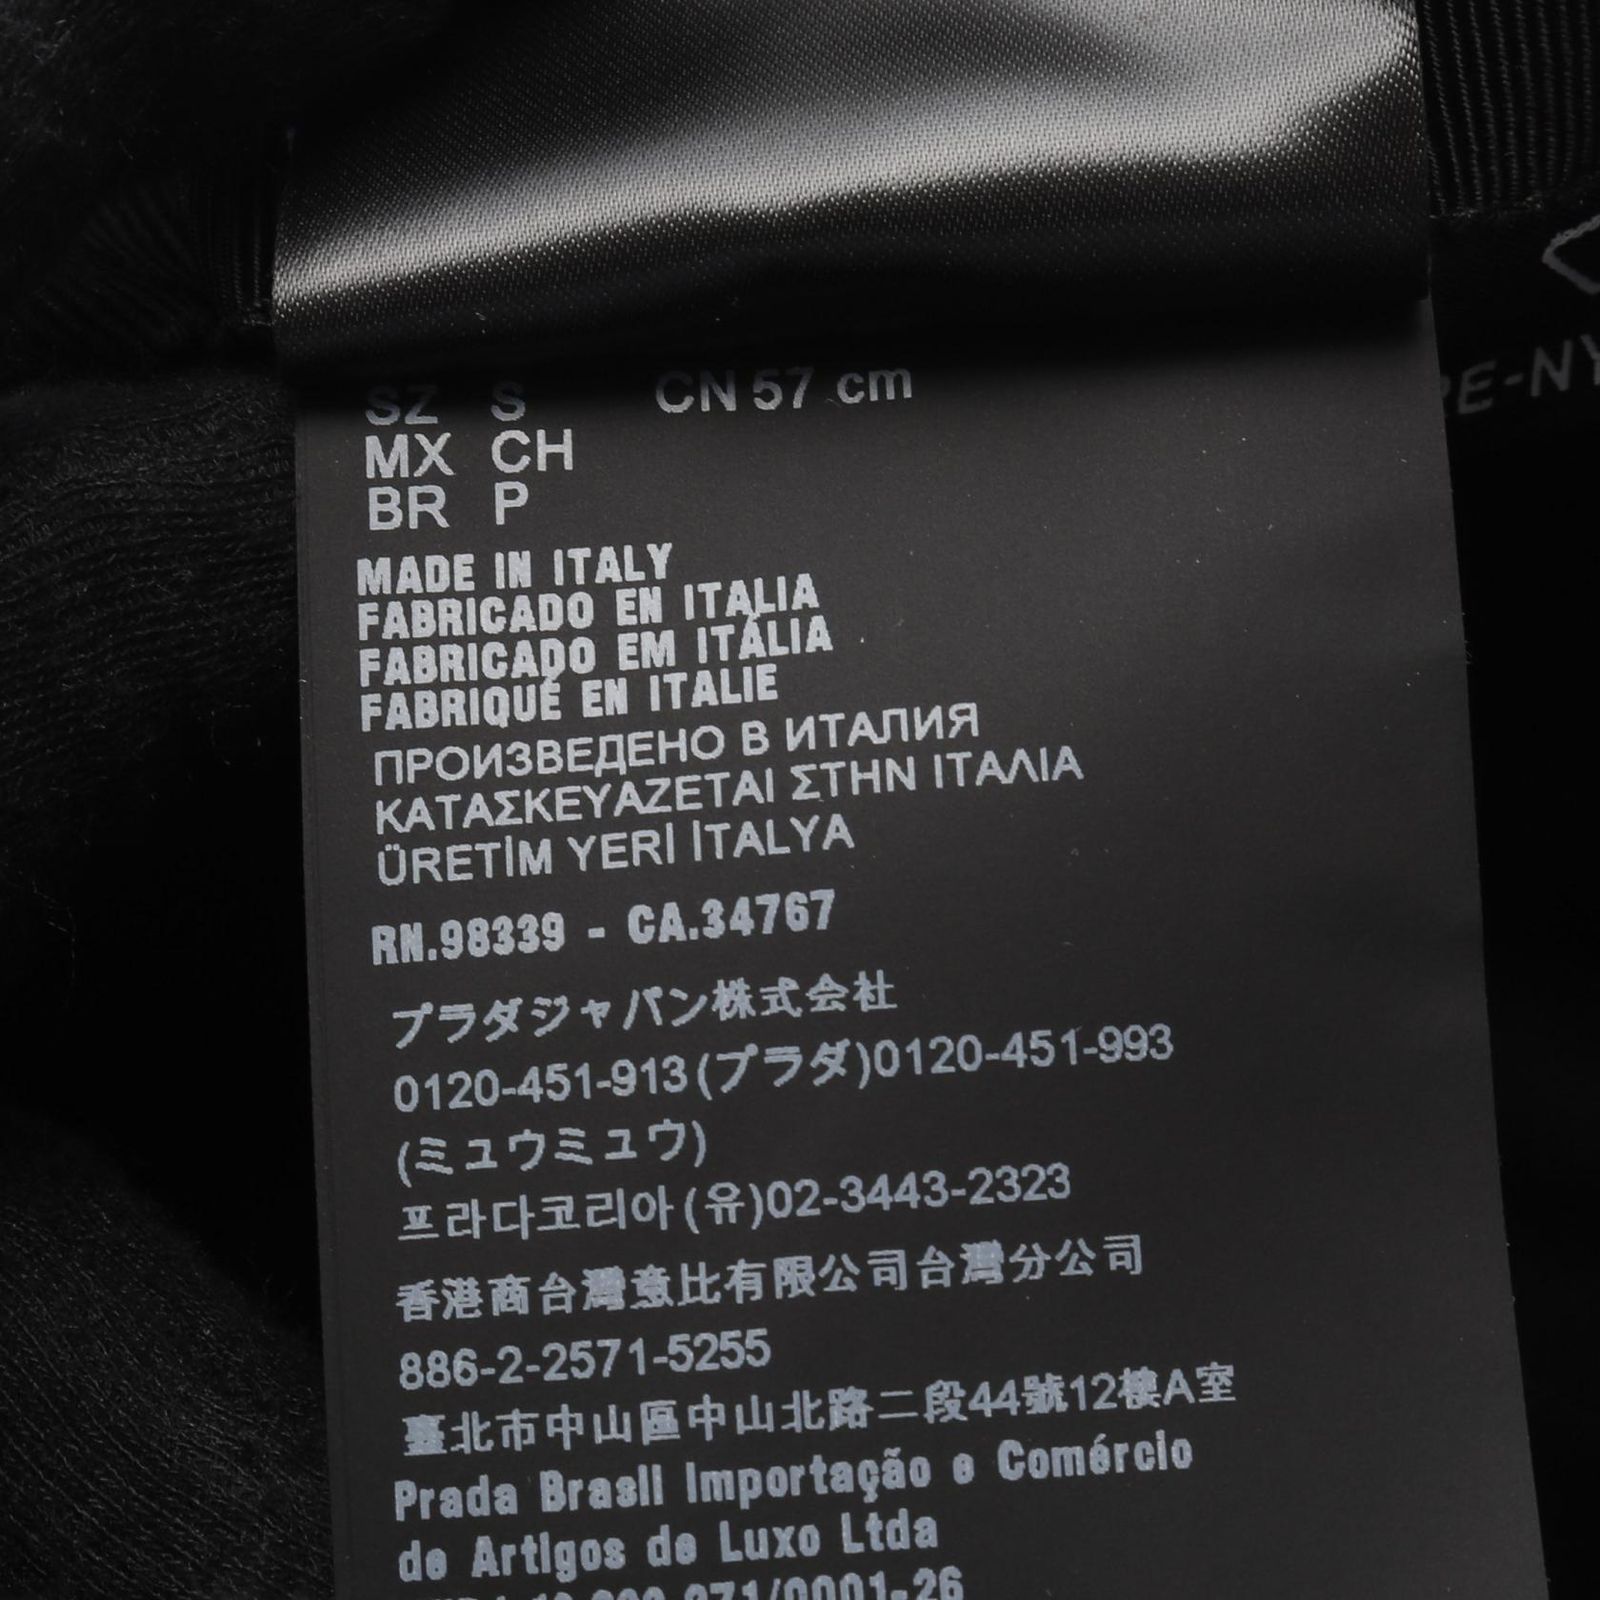 SZ S CN 57 cm
MX CH
BR P
MADE IN ITALY
FABRICADO EN ITALIA
FABRICADO EM ITÁLIA
FABRIQUÉ EN ITALIE
ПРОИЗВЕДЕНО В ИТАЛИЯ
ΚΑΤΑΣΚΕΥΑΖΕΤΑΙ ΣΤΗΝ ΙΤΑΛΙΑ
ÜRETİM YERİ İTALYA
RN.98339 - CA.34767
プラダジャパン株式会社
0120-451-913(プラダ)0120-451-993
(ミュウミュウ)
프라다코리아(유)02-3443-2323
香港商台灣意比有限公司台灣分公司
886-2-2571-5255
臺北市中山區中山北路二段44號12樓A室
Prada Brasil Importação e Comércio
de Artigos de Luxo Ltda